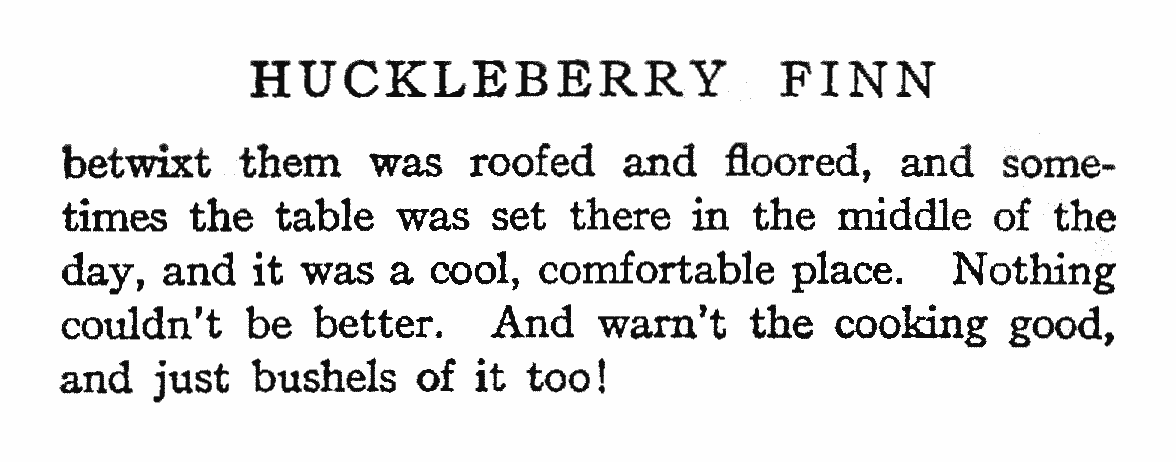 HUCKLEBERRY FINN
betwixt them was roofed and floored, and some-
times the table was set there in the middle of the
day, and it was a cool, comfortable place. Nothing
couldn't be better. And warn't the cooking good,
and just bushels of it too!